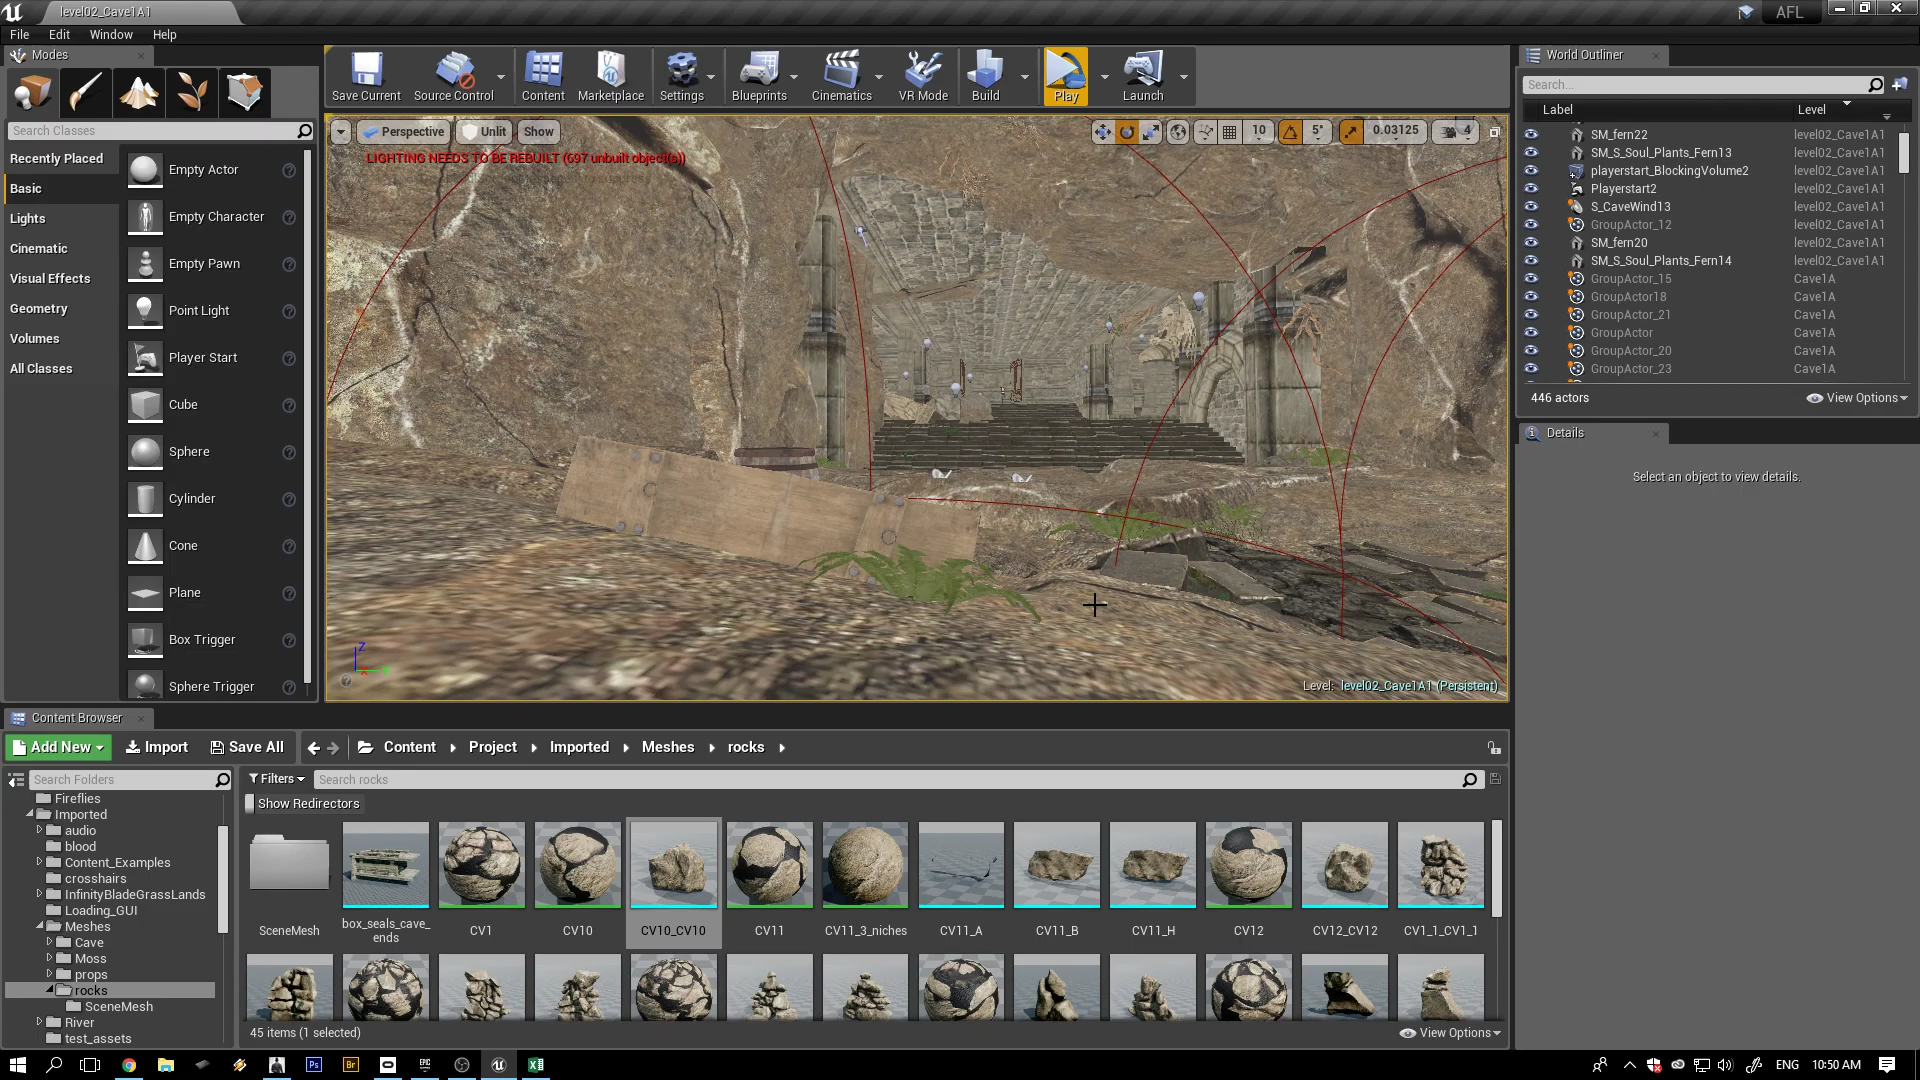 level02_Cave1A1
AFL
File Edit Window Help
Modes
Search Classes
Recently Placed
Basic
Lights
Cinematic
Visual Effects
Geometry
Volumes
All Classes
Empty Actor
Empty Character
Empty Pawn
Point Light
Player Start
Cube
Sphere
Cylinder
Cone
Plane
Box Trigger
Sphere Trigger
Save Current Source Control Content Marketplace Settings Blueprints Cinematics VR Mode Build Play Launch
Perspective Unlit Show
10 5° 0.03125 4
LIGHTING NEEDS TO BE REBUILT (697 unbuilt object(s))
Z
Level: level02_Cave1A1 (Persistent)
World Outliner
Search...
Label Level
SM_fern22 level02_Cave1A1
SM_S_Soul_Plants_Fern13 level02_Cave1A1
playerstart_BlockingVolume2 level02_Cave1A1
Playerstart2 level02_Cave1A1
S_CaveWind13 level02_Cave1A1
GroupActor_12 level02_Cave1A1
SM_fern20 level02_Cave1A1
SM_S_Soul_Plants_Fern14 level02_Cave1A1
GroupActor_15 Cave1A
GroupActor18 Cave1A
GroupActor_21 Cave1A
GroupActor Cave1A
GroupActor_20 Cave1A
GroupActor_23 Cave1A
446 actors View Options
Details
Select an object to view details.
Content Browser
Add New Import Save All Content Project Imported Meshes rocks
Search Folders
Fireflies
Imported
audio
blood
Content_Examples
crosshairs
InfinityBladeGrassLands
Loading_GUI
Meshes
Cave
Moss
props
rocks
SceneMesh
River
test_assets
Filters Search rocks
Show Redirectors
SceneMesh box_seals_cave_ends CV1 CV10 CV10_CV10 CV11 CV11_3_niches CV11_A CV11_B CV11_H CV12 CV12_CV12 CV1_1_CV1_1
45 items (1 selected) View Options
Ps Br EPIC
ENG 10:50 AM